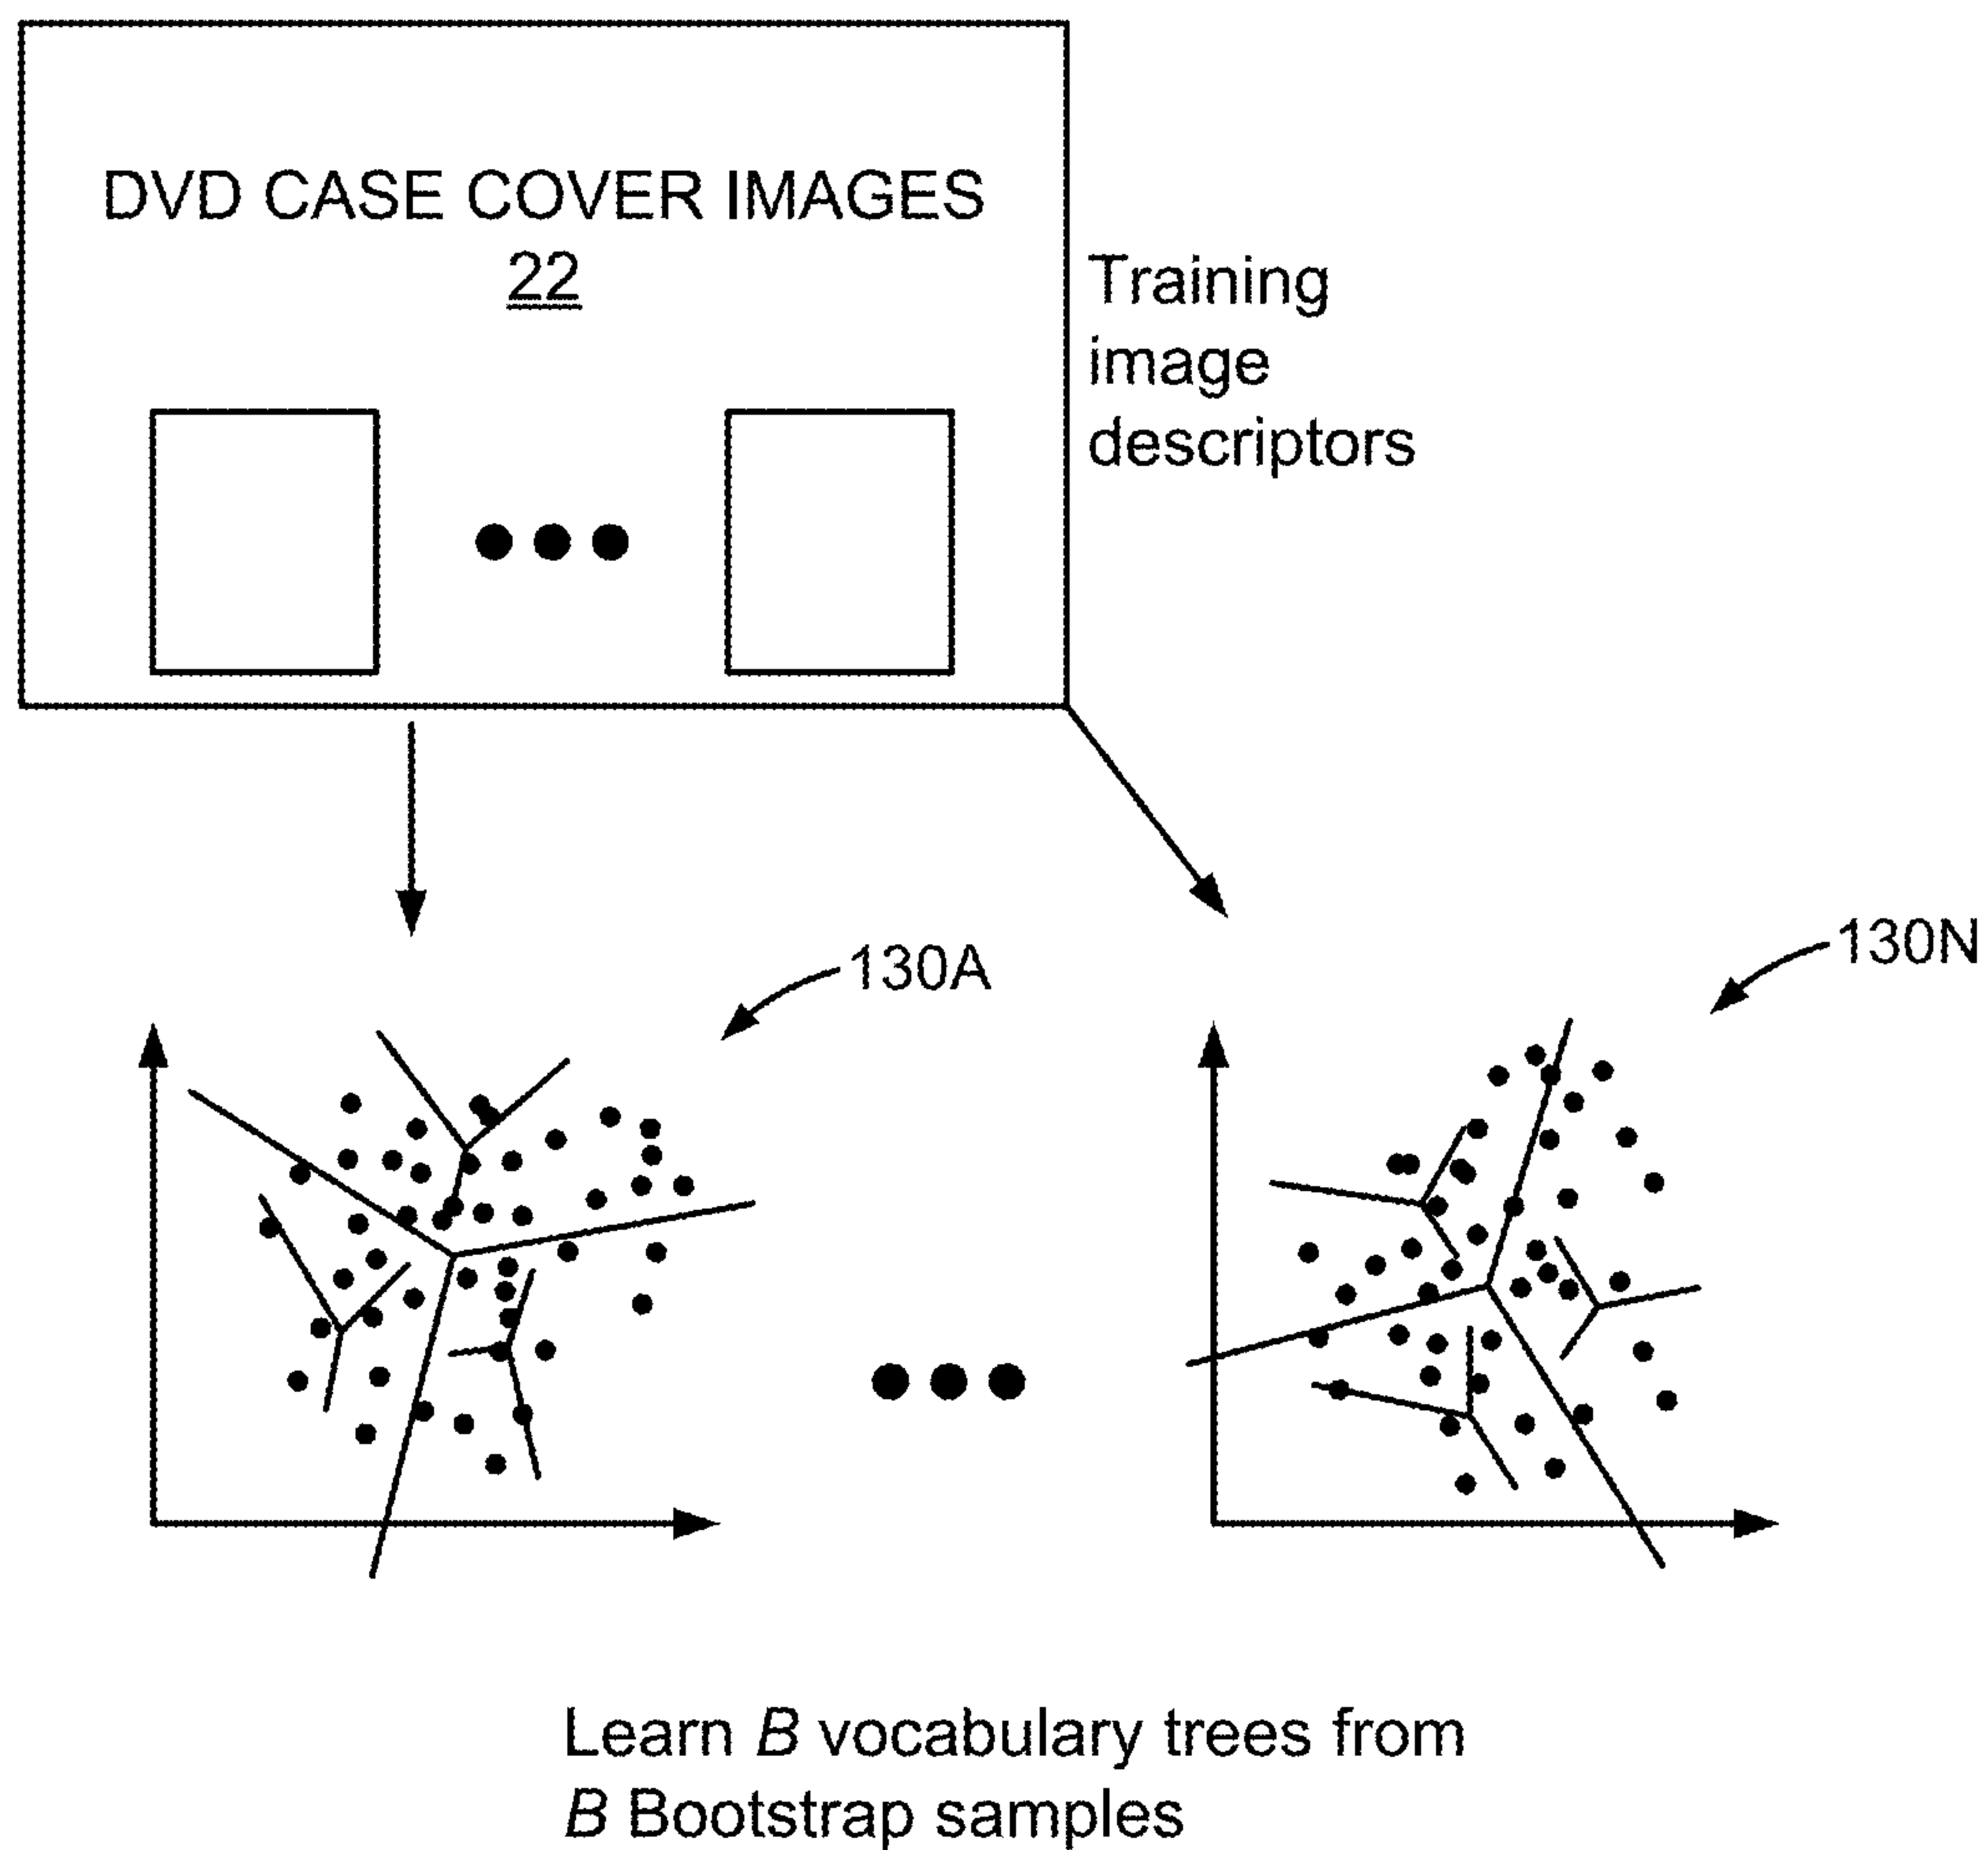 DVD CASE COVER IMAGES
22
Training
image
descriptors
130A
130N
Learn B vocabulary trees from
B Bootstrap samples